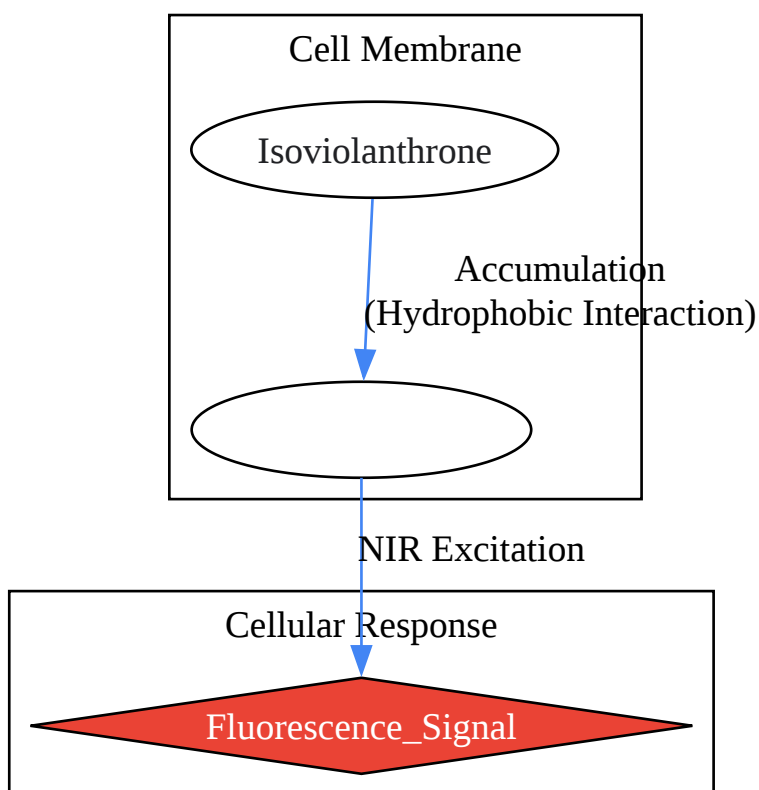 Cell Membrane
Isoviolanthrone
Accumulation
(Hydrophobic Interaction)
NIR Excitation
Cellular Response
Fluorescence_Signal